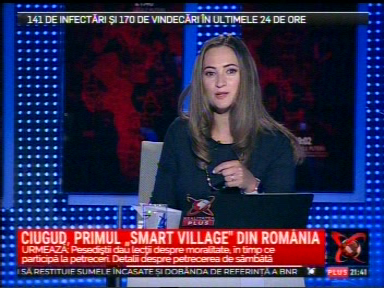 141 DE INFECTĂRI ȘI 170 DE VINDECĂRI ÎN ULTIMELE 24 DE ORE
PLUS
CIUGUD, PRIMUL „SMART VILLAGE" DIN ROMÂNIA
URMEAZĂ: Pesediștii dau lecții despre moralitate, în timp ce
participă la petreceri. Detalii despre petrecerea de sâmbătă
SĂ RESTITUIE SUMELE ÎNCASATE ȘI DOBÂNDA DE REFERINȚĂ A BNR
PLUS 21:41